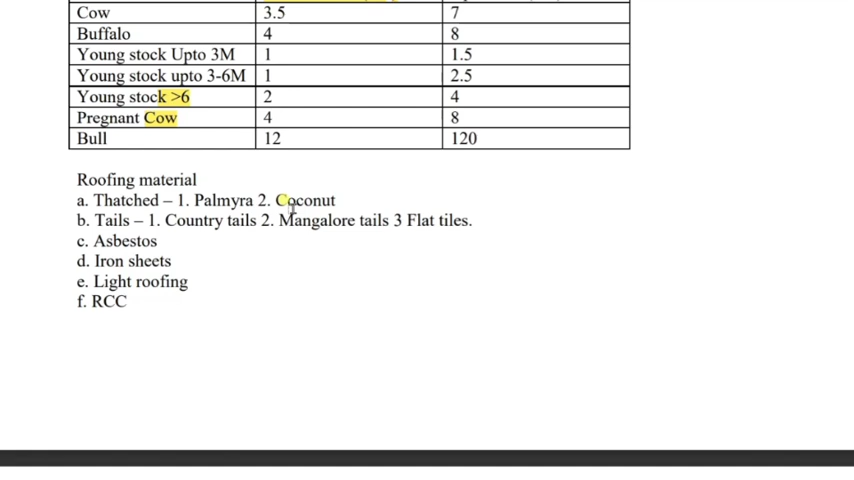 Cow 3.5 7
Buffalo 4 8
Young stock Upto 3M 1 1.5
Young stock upto 3-6M 1 2.5
Young stock >6 2 4
Pregnant Cow 4 8
Bull 12 120
Roofing material
a. Thatched – 1. Palmyra 2. Coconut
b. Tails – 1. Country tails 2. Mangalore tails 3 Flat tiles.
c. Asbestos
d. Iron sheets
e. Light roofing
f. RCC